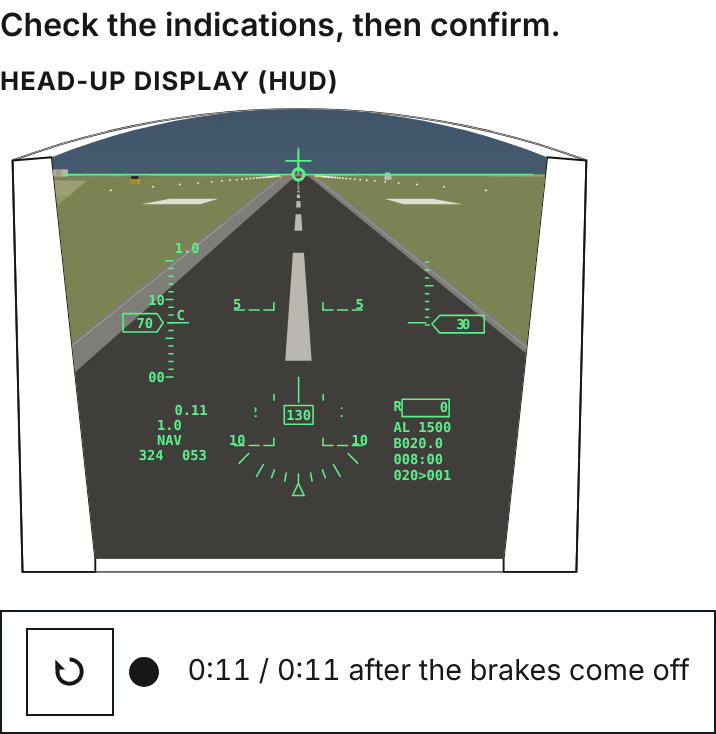 Check the indications, then confirm.
HEAD-UP DISPLAY (HUD)
1.0
10
C
70
00
5 5
30
0.11
1.0
NAV
324 053
130
10 10
R 0
AL 1500
B020.0
008:00
020>001
0:11 / 0:11 after the brakes come off